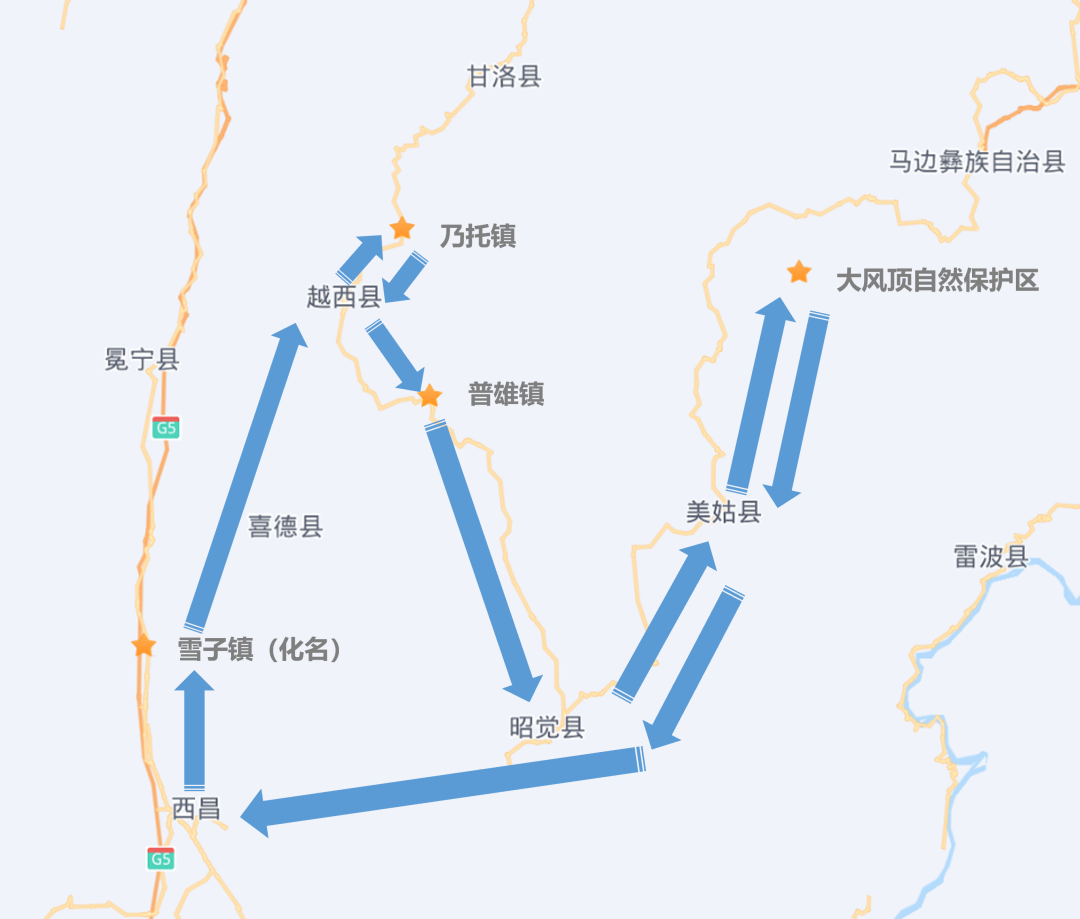 甘洛县
马边彝族自治县
乃托镇
大风顶自然保护区
越西县
冕宁县
普雄镇
G5
美姑县
喜德县
雷波县
雪子镇（化名）
昭觉县
西昌
G5